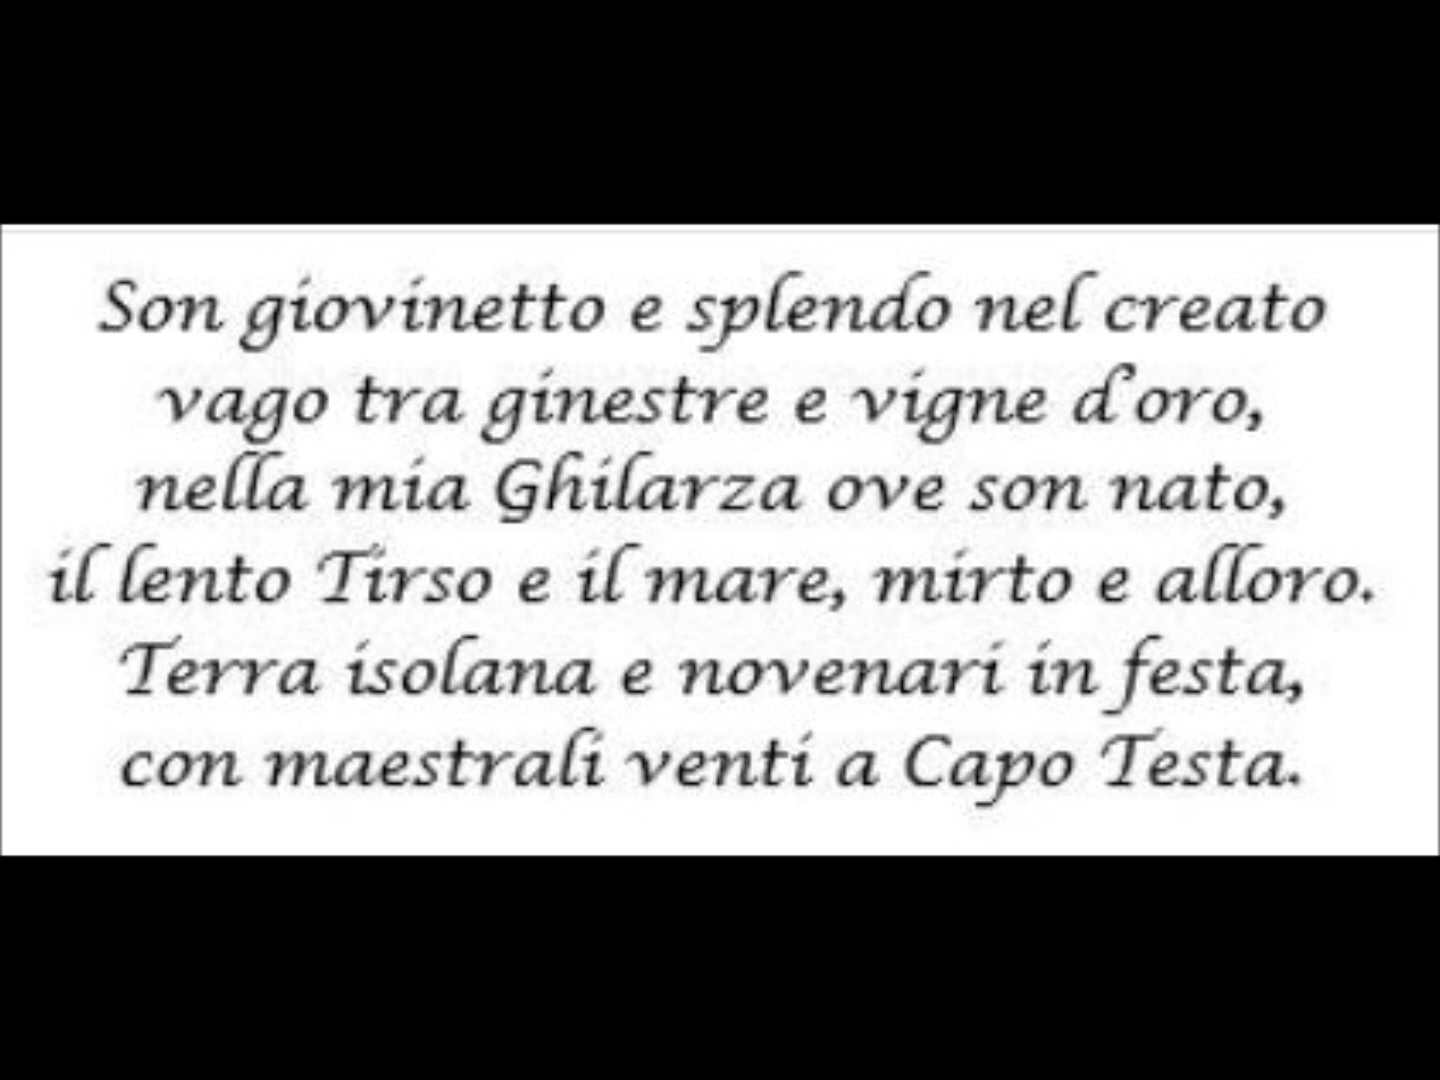 Son giovinetto e splendo nel creato
vago tra ginestre e vigne d'oro,
nella mia Ghilarza ove son nato,
il lento Tirso e il mare, mirto e alloro.
Terra isolana e novenari in festa,
con maestrali venti a Capo Testa.